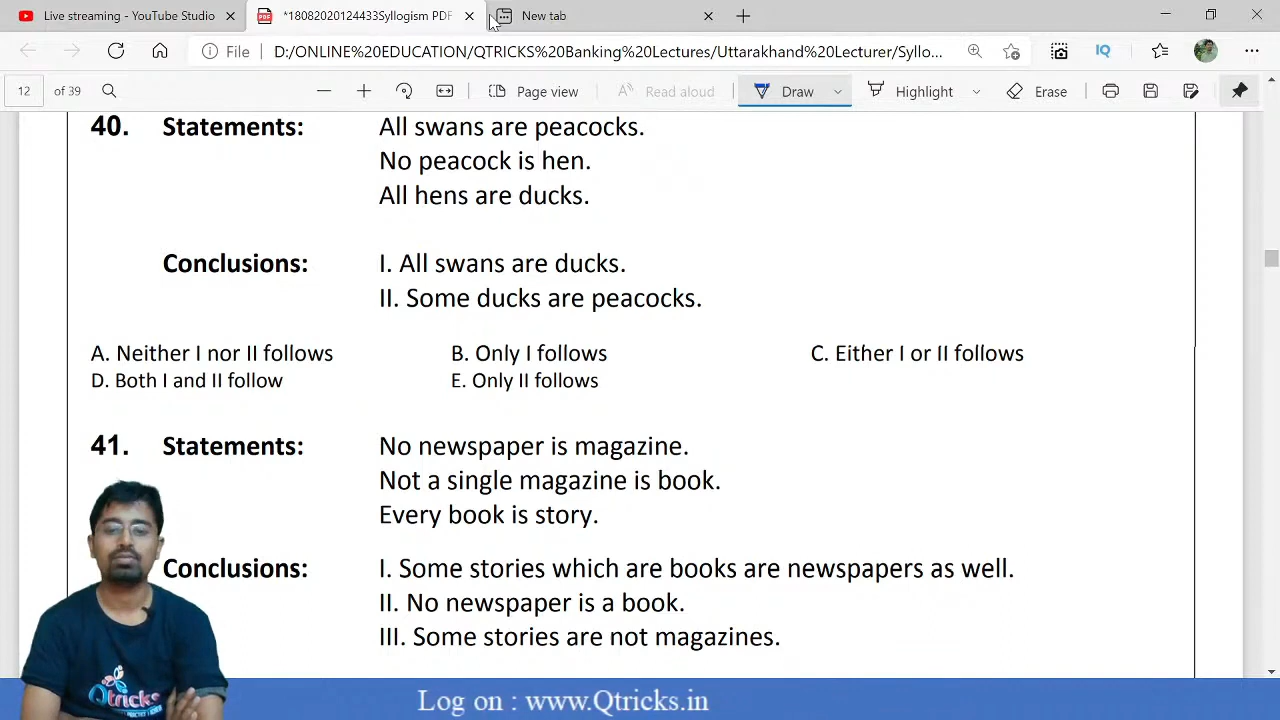 Live streaming - YouTube Studio
*18082020124433Syllogism PDF
New tab
File
D:/ONLINE%20EDUCATION/QTRICKS%20Banking%20Lectures/Uttarakhand%20Lecturer/Syllo...
IQ
12 of 39
Page view
Read aloud
Draw
Highlight
Erase
40. Statements: All swans are peacocks.
No peacock is hen.
All hens are ducks.
Conclusions: I. All swans are ducks.
II. Some ducks are peacocks.
A. Neither I nor II follows B. Only I follows C. Either I or II follows
D. Both I and II follow E. Only II follows
41. Statements: No newspaper is magazine.
Not a single magazine is book.
Every book is story.
Conclusions: I. Some stories which are books are newspapers as well.
II. No newspaper is a book.
III. Some stories are not magazines.
Qtricks
Log on : www.Qtricks.in